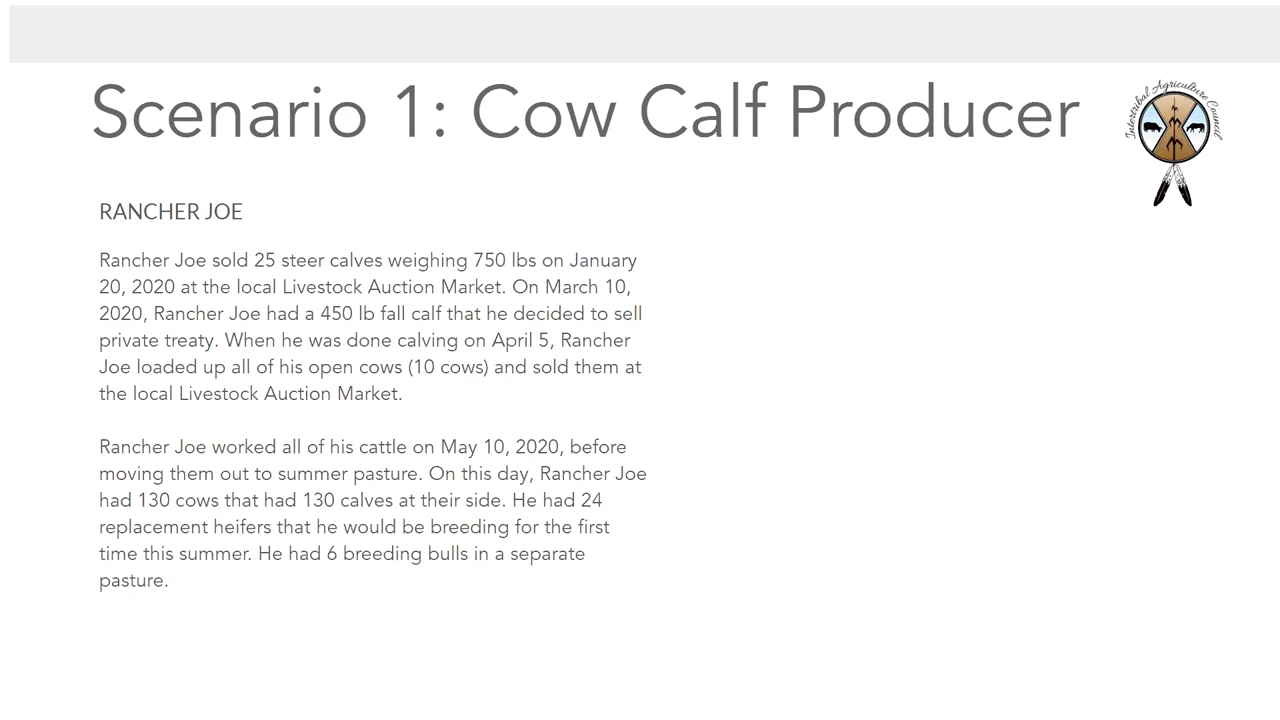 Scenario 1: Cow Calf Producer
Intertribal Agriculture Council
RANCHER JOE
Rancher Joe sold 25 steer calves weighing 750 lbs on January
20, 2020 at the local Livestock Auction Market. On March 10,
2020, Rancher Joe had a 450 lb fall calf that he decided to sell
private treaty. When he was done calving on April 5, Rancher
Joe loaded up all of his open cows (10 cows) and sold them at
the local Livestock Auction Market.
Rancher Joe worked all of his cattle on May 10, 2020, before
moving them out to summer pasture. On this day, Rancher Joe
had 130 cows that had 130 calves at their side. He had 24
replacement heifers that he would be breeding for the first
time this summer. He had 6 breeding bulls in a separate
pasture.